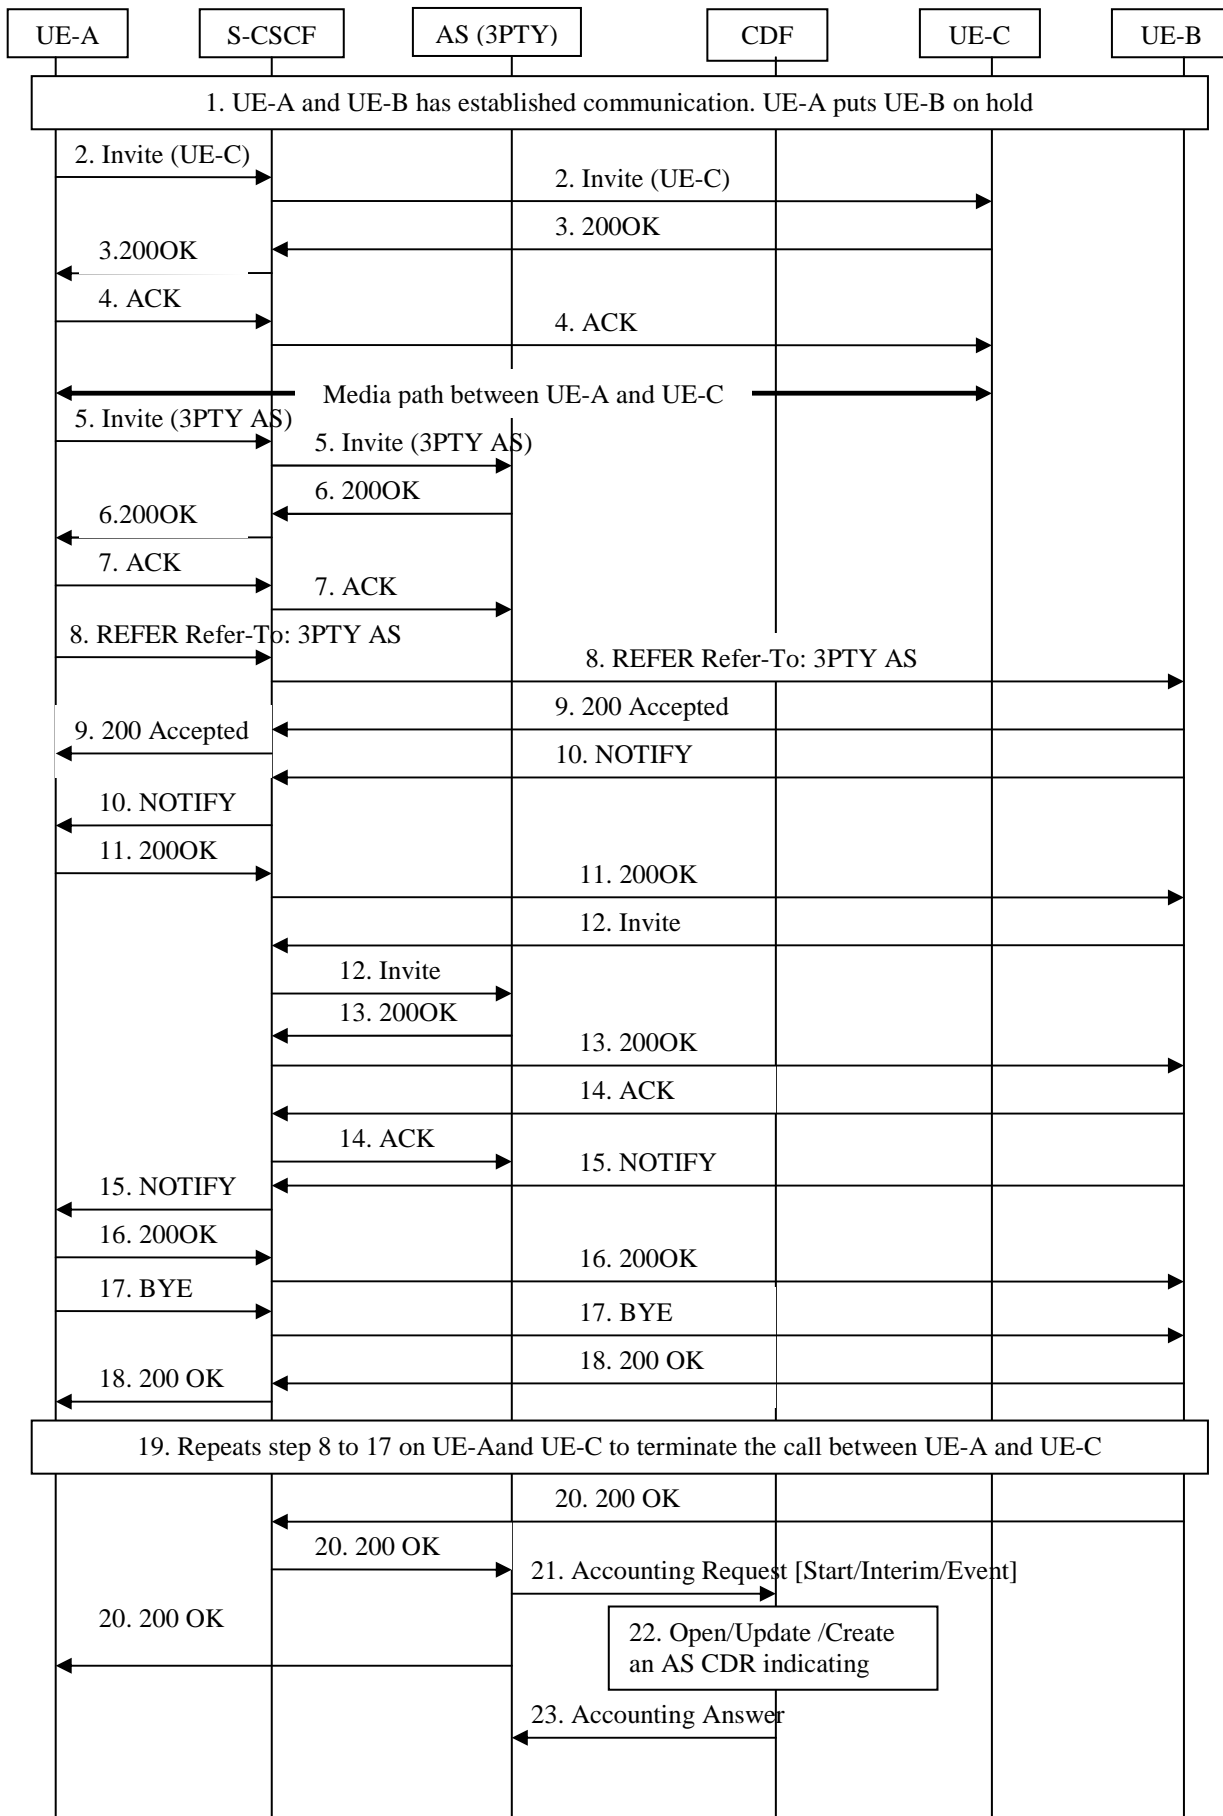 UE-A
S-CSCF
AS (3PTY)
CDF
UE-C
UE-B
1. UE-A and UE-B has established communication. UE-A puts UE-B on hold
2. Invite (UE-C)
2. Invite (UE-C)
3. 200OK
3.200OK
4. ACK
4. ACK
Media path between UE-A and UE-C
5. Invite (3PTY AS)
5. Invite (3PTY AS)
6. 200OK
6.200OK
7. ACK
7. ACK
8. REFER Refer-To: 3PTY AS
8. REFER Refer-To: 3PTY AS
9. 200 Accepted
9. 200 Accepted
10. NOTIFY
10. NOTIFY
11. 200OK
11. 200OK
12. Invite
12. Invite
13. 200OK
13. 200OK
14. ACK
14. ACK
15. NOTIFY
15. NOTIFY
16. 200OK
16. 200OK
17. BYE
17. BYE
18. 200 OK
18. 200 OK
19. Repeats step 8 to 17 on UE-Aand UE-C to terminate the call between UE-A and UE-C
20. 200 OK
20. 200 OK
21. Accounting Request [Start/Interim/Event]
20. 200 OK
22. Open/Update /Create
an AS CDR indicating
23. Accounting Answer